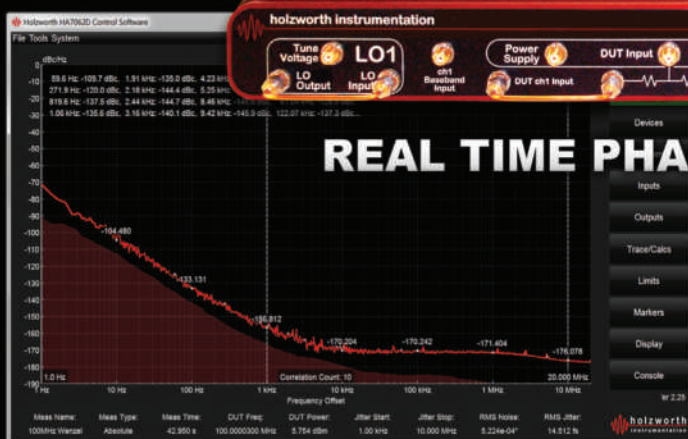 Holzworth HA7062D Control Software
File Tools System
holzworth instrumentation
Tune Voltage
LO1
LO Output
LO Input
ch1 Baseband Input
Power Supply
DUT Input
DUT ch1 Input
REAL TIME PHA
dBc/Hz
89.6 Hz: -109.7 dBc, 1.91 kHz: -135.0 dBc, 4.23 k
271.9 Hz: -120.0 dBc, 2.18 kHz: -144.4 dBc, 5.25 k
819.6 Hz: -137.5 dBc, 2.44 kHz: -144.7 dBc, 8.46 kHz:
1.06 kHz: -135.6 dBc, 3.16 kHz: -140.1 dBc, 9.42 kHz: -145.9 dBc, 122.07 kHz: -137.3 dBc...
0
-10
-20
-30
-40
-50
-60
-70
-80
-90
-100
-110
-120
-130
-140
-150
-160
-170
-180
-190
-104.480
-133.131
-156.812
-170.204
-170.242
-171.404
-176.078
1.0 Hz
Correlation Count: 10
20.000 MHz
1 Hz
10 Hz
100 Hz
1 kHz
10 kHz
100 kHz
1 MHz
10 MHz
Frequency Offset
Meas Name: Meas Type: Meas Time: DUT Freq: DUT Power: Jitter Start: Jitter Stop: RMS Noise: RMS Jitter:
100MHz Wenzel Absolute 42.950 s 100.0000300 MHz 5.754 dBm 1.00 kHz 10.000 MHz 5.224e-04° 14.512 fs
Devices
Inputs
Outputs
Trace/Calcs
Limits
Markers
Display
Console
Ver 2.25
holzworth
instrumentation